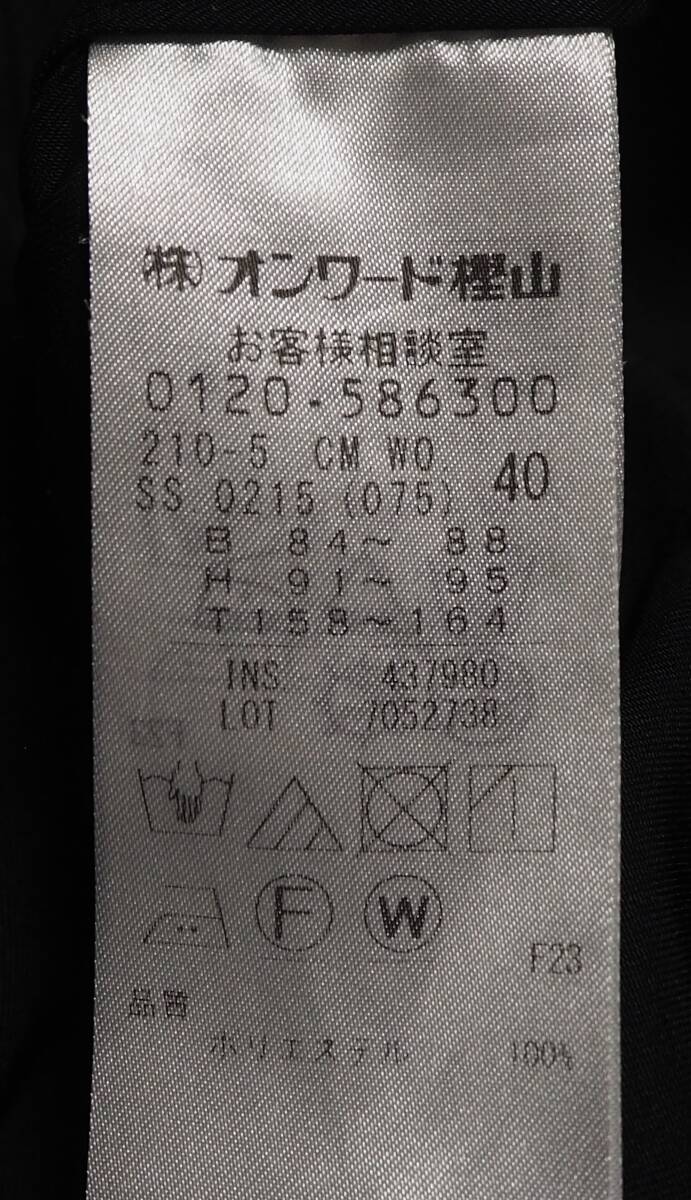 ㈱オンワード樫山
お客様相談室
0120-586300
210-5 CM WO. 40
SS 0215 (075)
B 84～ 88
H 91～ 95
T158～164
INS. 437980
LOT 7052738
F W
F23
品質
ポリエステル 100%